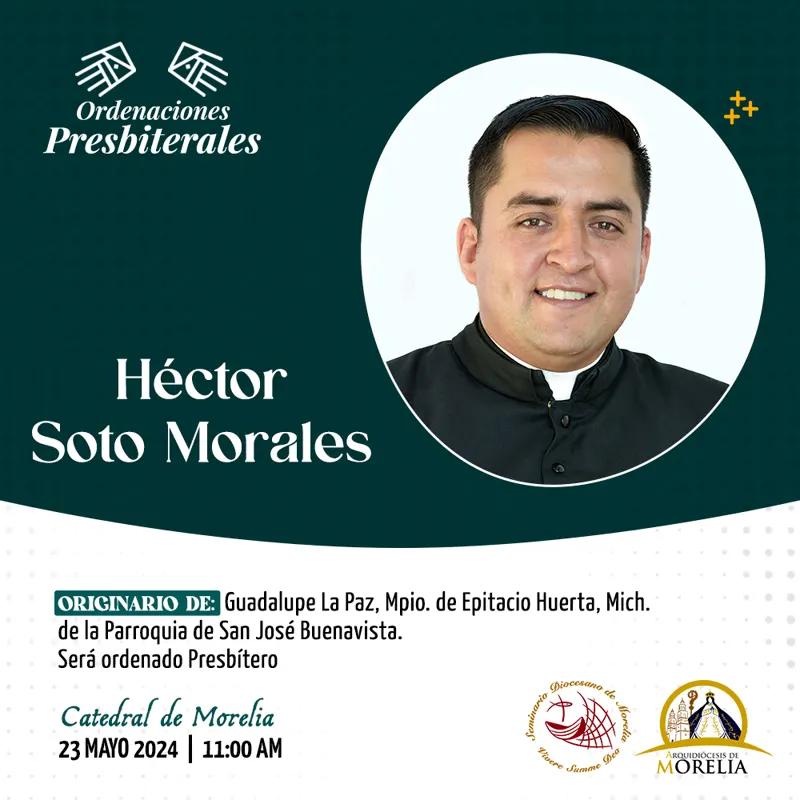 Ordenaciones
Presbiterales
Héctor
Soto Morales
ORIGINARIO DE: Guadalupe La Paz, Mpio. de Epitacio Huerta, Mich.
de la Parroquia de San José Buenavista.
Será ordenado Presbítero
Catedral de Morelia
23 MAYO 2024 | 11:00 AM
Seminario Diocesano de Morelia
Vivere Summe Deo
ARQUIDIÓCESIS DE
MORELIA